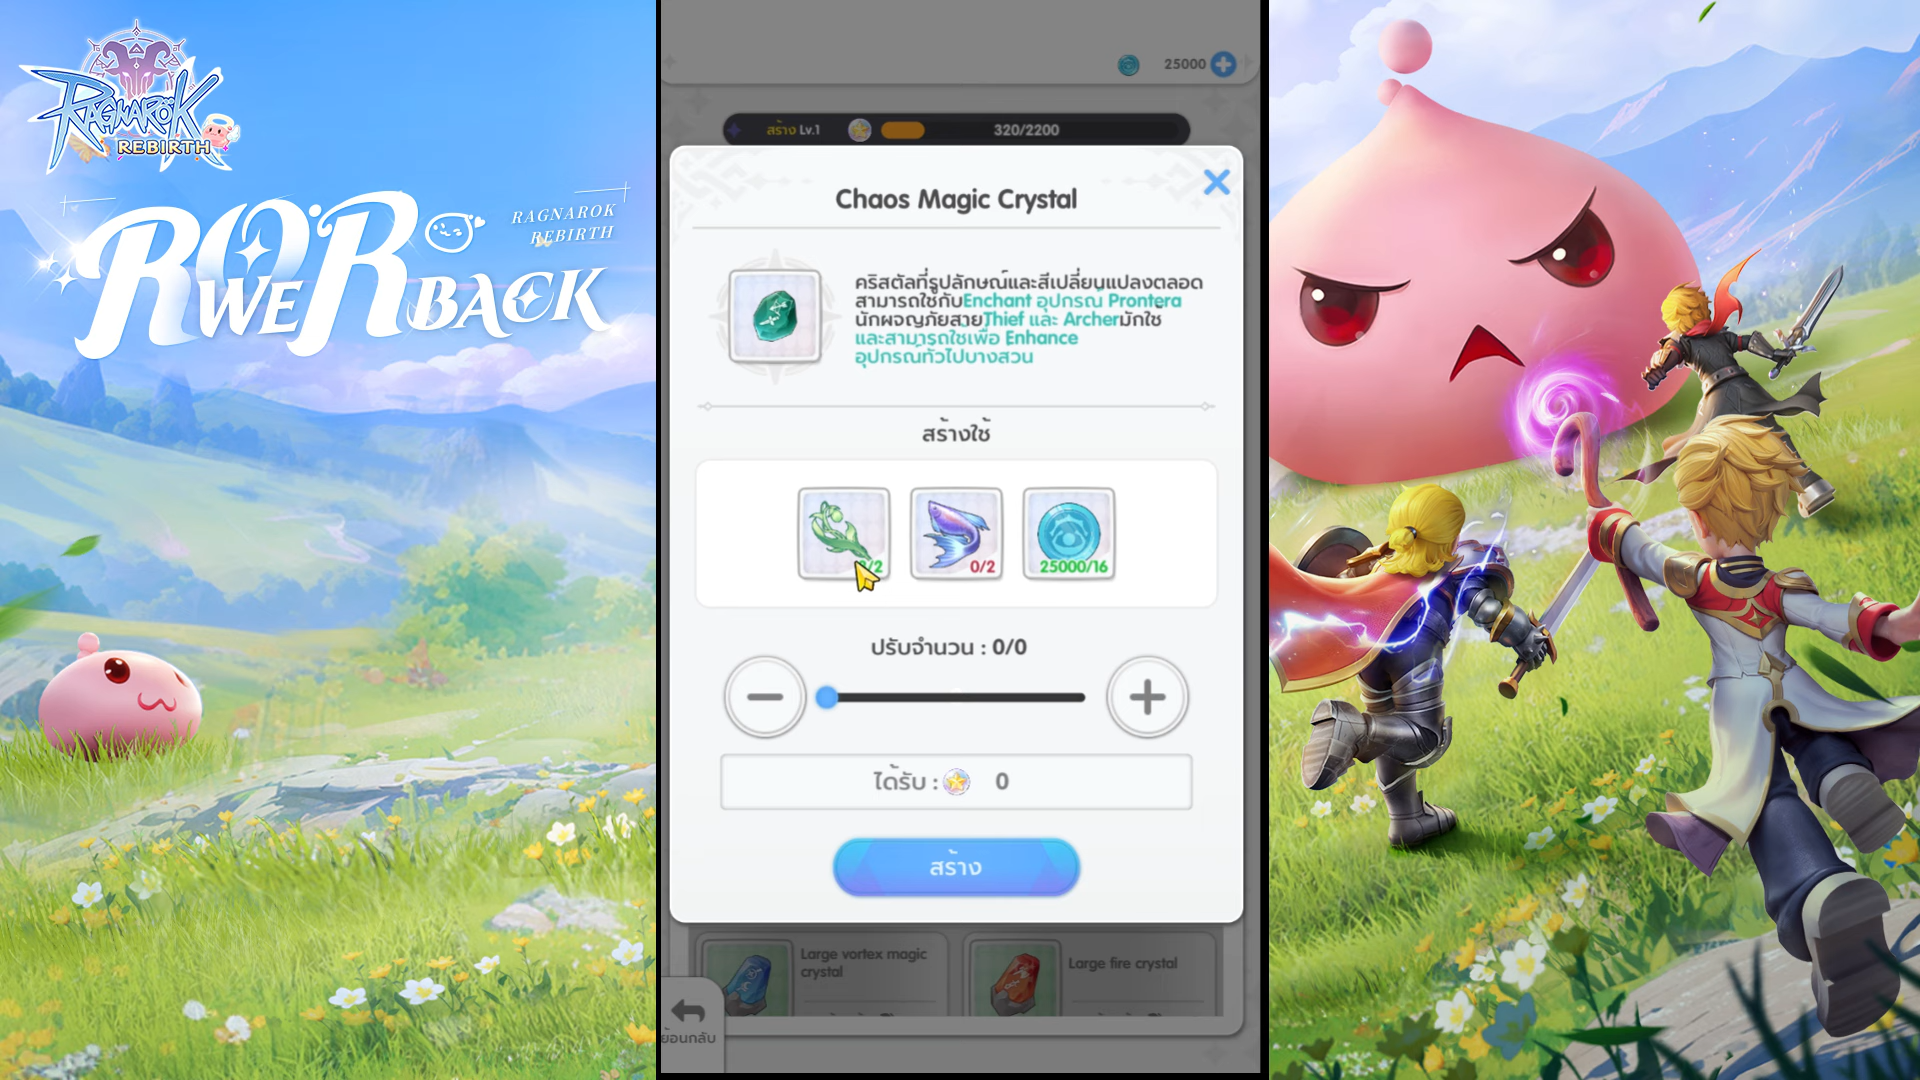 RAGNAROK
REBIRTH
ROR
WE
BACK
RAGNAROK
REBIRTH
25000
สร้าง Lv.1
320/2200
Chaos Magic Crystal
คริสตัลที่รูปลักษณ์และสีเปลี่ยนแปลงตลอด
สามารถใช้กับEnchant อุปกรณ์ Prontera
นักผจญภัยสายThief และ Archerมักใช้
และสามารถใช้เพื่อ Enhance
อุปกรณ์ทั่วไปบางส่วน
สร้างใช้
/2
0/2
25000/16
ปรับจำนวน : 0/0
ได้รับ : 0
สร้าง
Large vortex magic
crystal
Large fire crystal
ย้อนกลับ